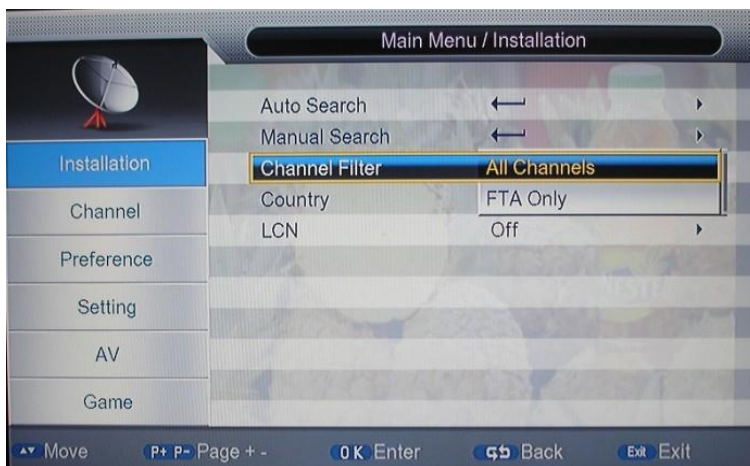 Main Menu / Installation
Auto Search
Manual Search
Installation
Channel Filter All Channels
Country FTA Only
Channel
LCN Off
Preference
Setting
AV
Game
Move P+ P- Page + - OK Enter Back Exit Exit